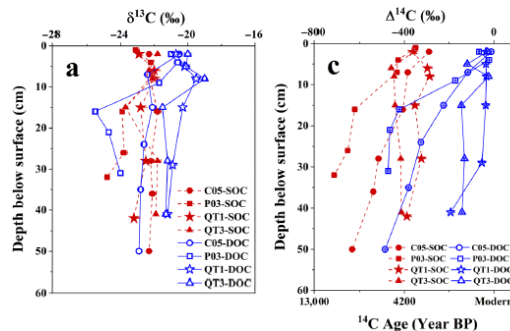 δ¹³C (‰)
-26 -24 -22 -20 -18 -16
Depth below surface (cm)
0
10
20
30
40
50
60
a
C05-SOC
P03-SOC
QT1-SOC
QT3-SOC
C05-DOC
P03-DOC
QT1-DOC
QT3-DOC
Δ¹⁴C (‰)
-800 -400 0
Depth below surface (cm)
0
10
20
30
40
50
60
c
C05-SOC C05-DOC
P03-SOC P03-DOC
QT1-SOC QT1-DOC
QT3-SOC QT3-DOC
13,000 4200 Modern
¹⁴C Age (Year BP)